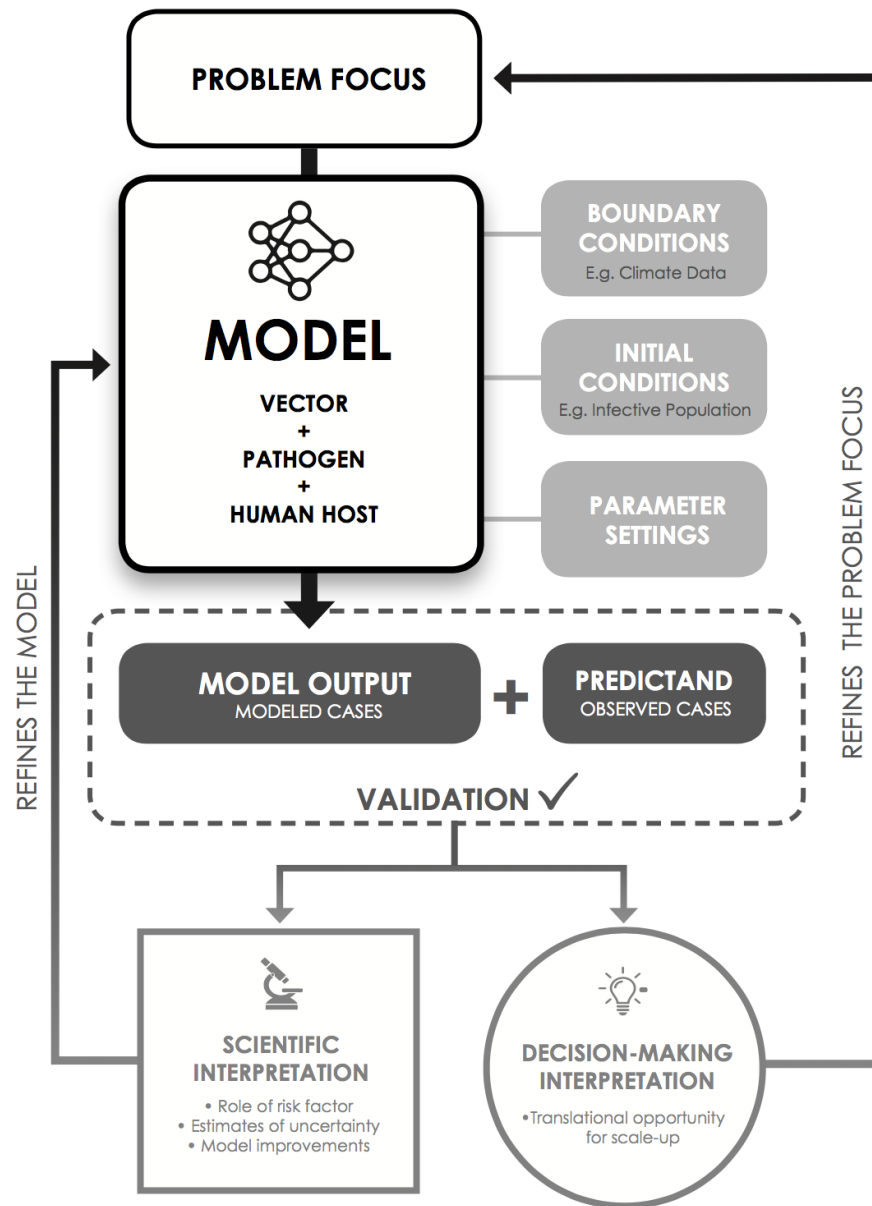 PROBLEM FOCUS
MODEL
VECTOR
+
PATHOGEN
+
HUMAN HOST
BOUNDARY
CONDITIONS
E.g. Climate Data
INITIAL
CONDITIONS
E.g. Infective Population
PARAMETER
SETTINGS
REFINES THE MODEL
REFINES THE PROBLEM FOCUS
MODEL OUTPUT
MODELED CASES
+
PREDICTAND
OBSERVED CASES
VALIDATION ✓
SCIENTIFIC
INTERPRETATION
• Role of risk factor
• Estimates of uncertainty
• Model improvements
DECISION-MAKING
INTERPRETATION
•Translational opportunity
for scale-up